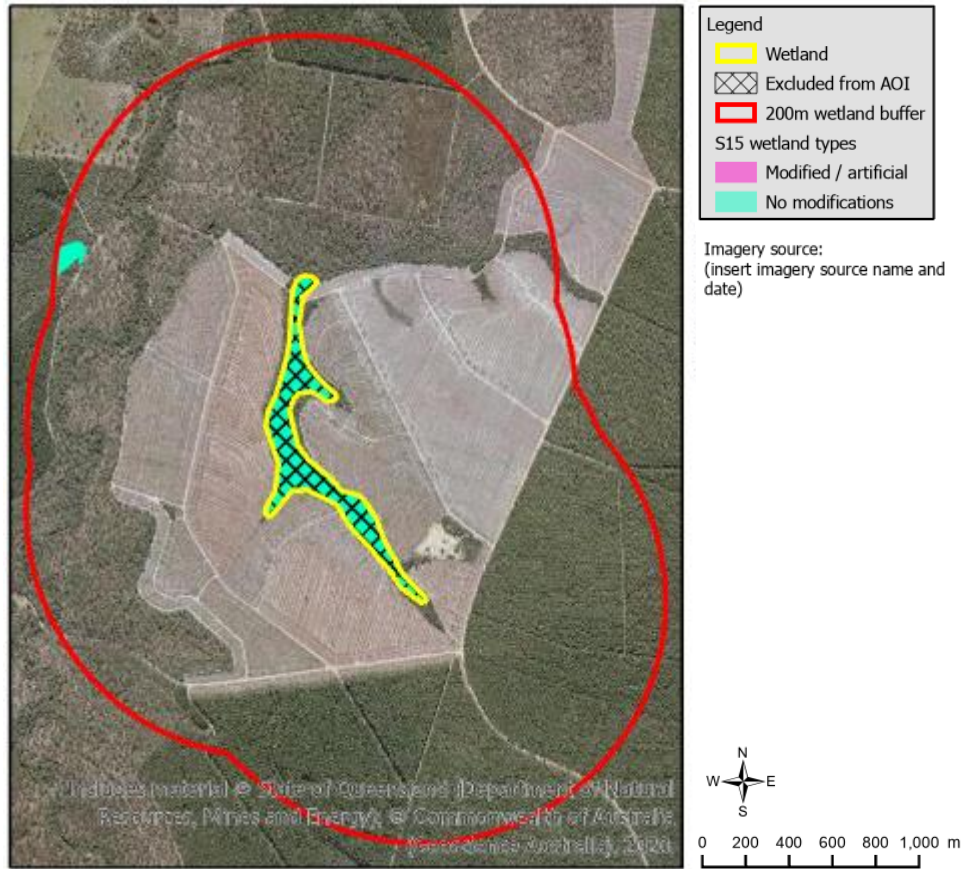 Legend
Wetland
Excluded from AOI
200m wetland buffer
S15 wetland types
Modified / artificial
No modifications
Imagery source:
(insert imagery source name and
date)
N
W E
S
0 200 400 600 800 1,000 m
Includes material © State of Queensland (Department of Natural
Resources, Mines and Energy); © Commonwealth of Australia
(Geoscience Australia), 2020.